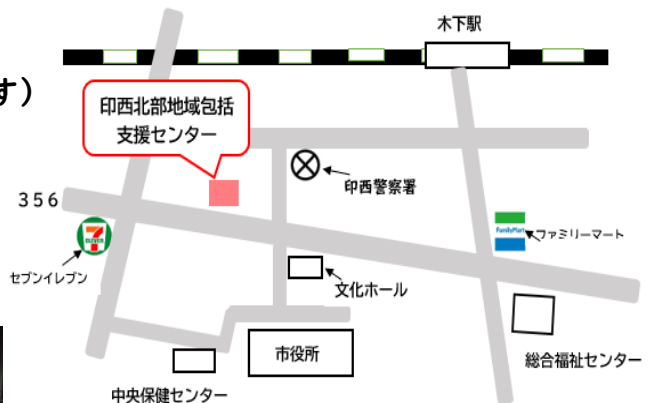 木下駅
す）
印西北部地域包括
支援センター
印西警察署
356
7
ELEVEN
FamilyMart
ファミリーマート
セブンイレブン
文化ホール
市役所
総合福祉センター
中央保健センター